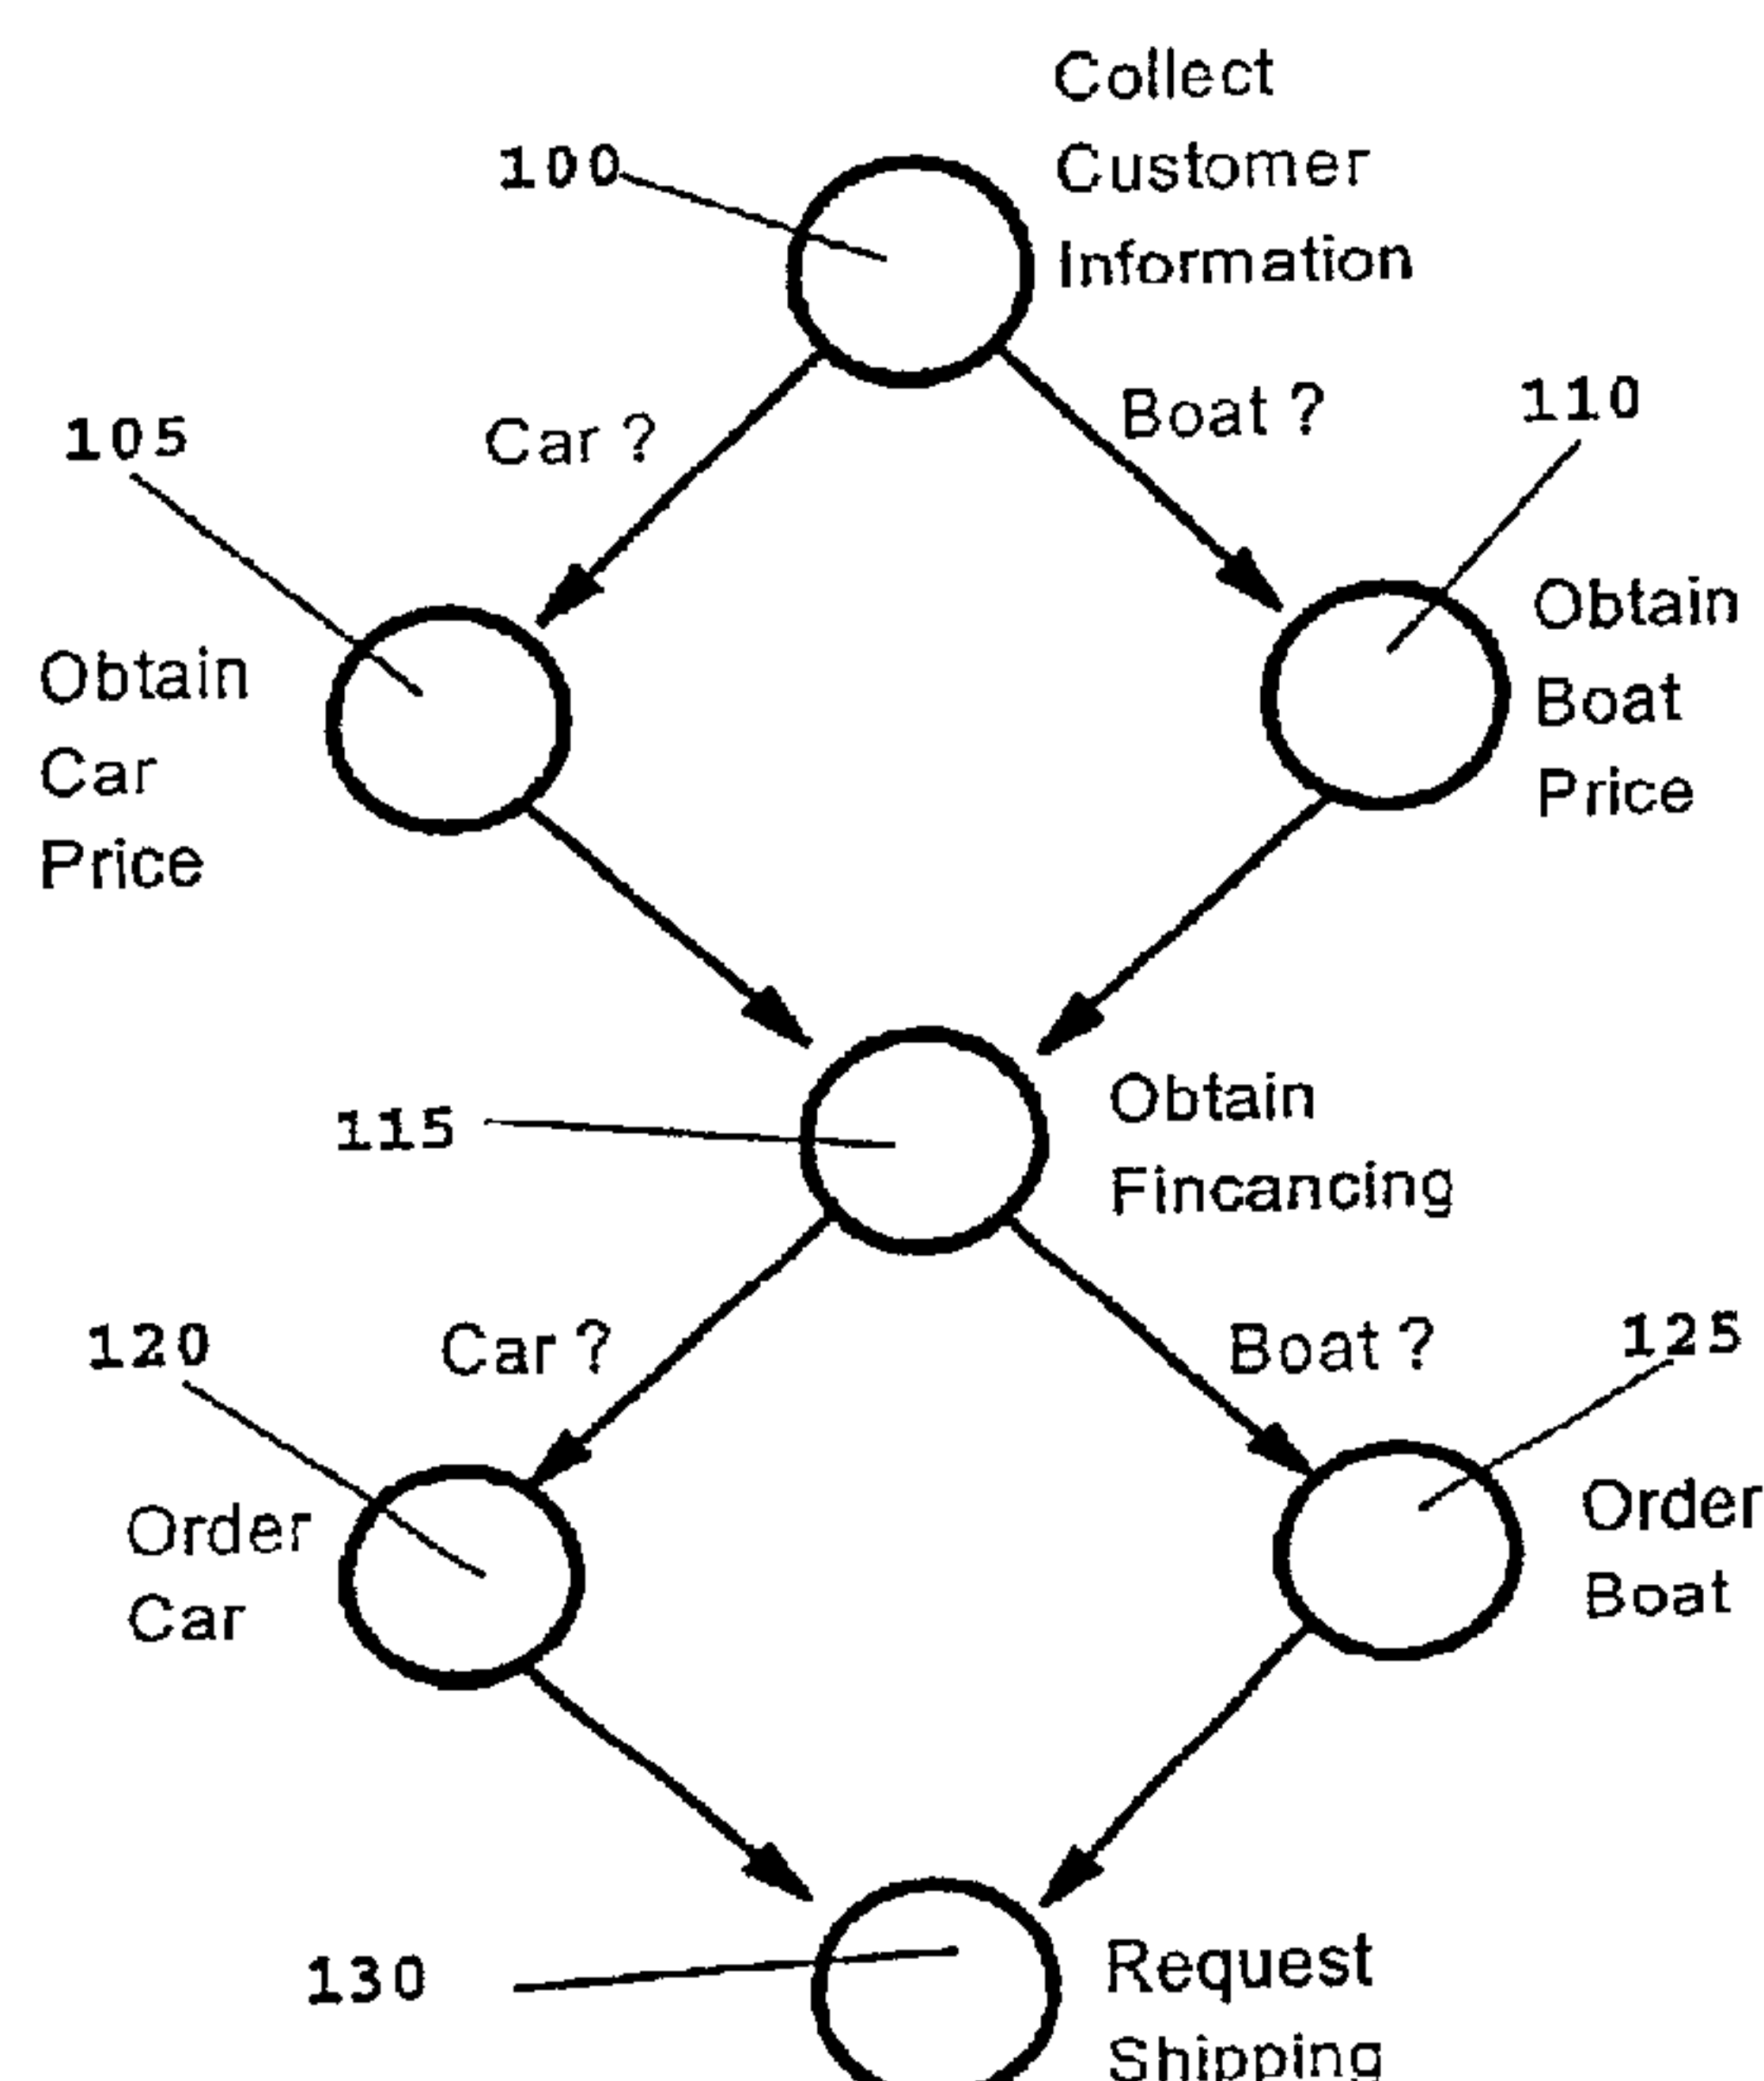 Collect
Customer
Information
100
Car ?
Boat ?
105
110
Obtain
Car
Price
Obtain
Boat
Price
115
Obtain
Fincancing
Car ?
Boat ?
120
125
Order
Car
Order
Boat
130
Request
Shipping